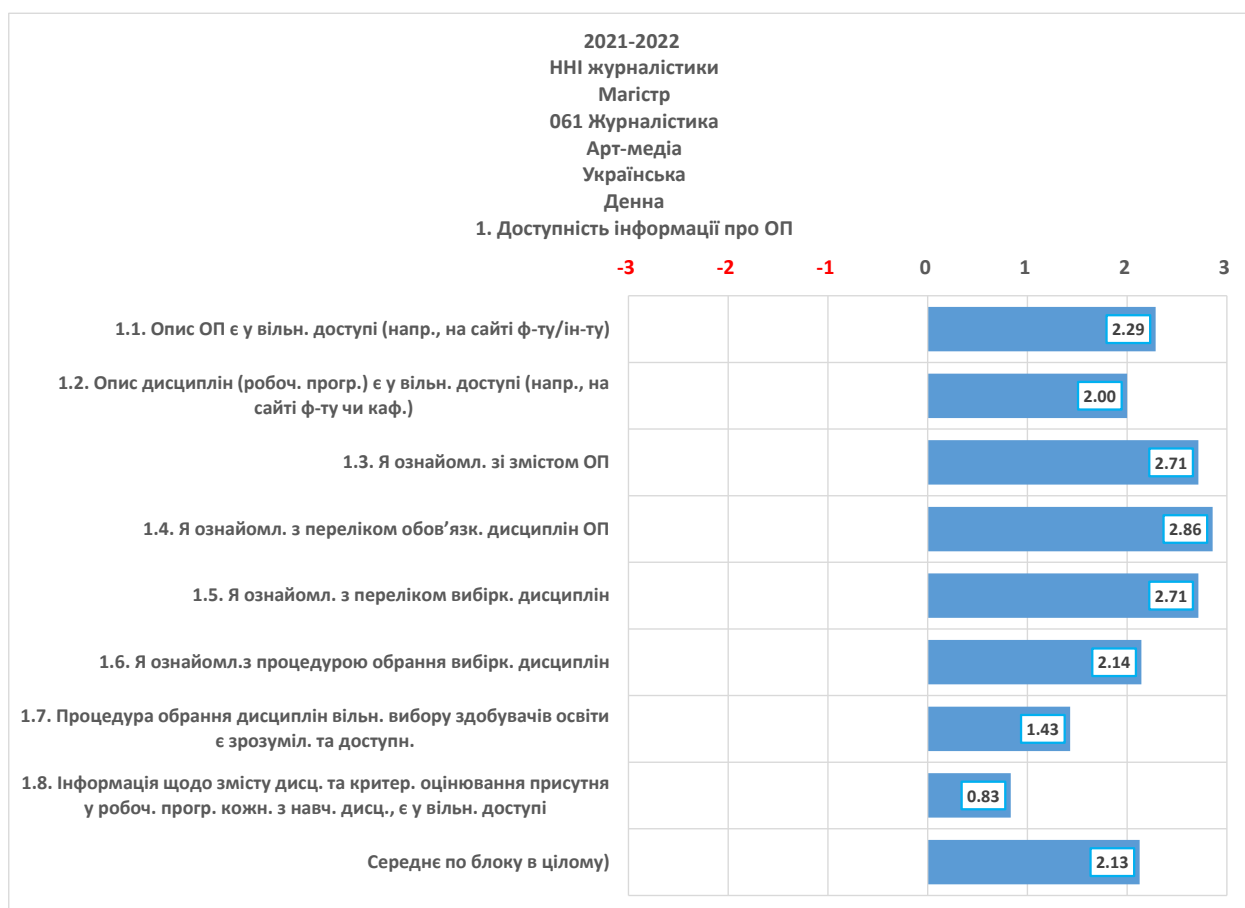 2021-2022
ННІ журналістики
Магістр
061 Журналістика
Арт-медіа
Українська
Денна
1. Доступність інформації про ОП
-3 -2 -1 0 1 2 3
1.1. Опис ОП є у вільн. доступі (напр., на сайті ф-ту/ін-ту)
2.29
1.2. Опис дисциплін (робоч. прогр.) є у вільн. доступі (напр., на
сайті ф-ту чи каф.)
2.00
1.3. Я ознайомл. зі змістом ОП
2.71
1.4. Я ознайомл. з переліком обов’язк. дисциплін ОП
2.86
1.5. Я ознайомл. з переліком вибірк. дисциплін
2.71
1.6. Я ознайомл.з процедурою обрання вибірк. дисциплін
2.14
1.7. Процедура обрання дисциплін вільн. вибору здобувачів освіти
є зрозуміл. та доступн.
1.43
1.8. Інформація щодо змісту дисц. та критер. оцінювання присутня
у робоч. прогр. кожн. з навч. дисц., є у вільн. доступі
0.83
Середнє по блоку в цілому)
2.13